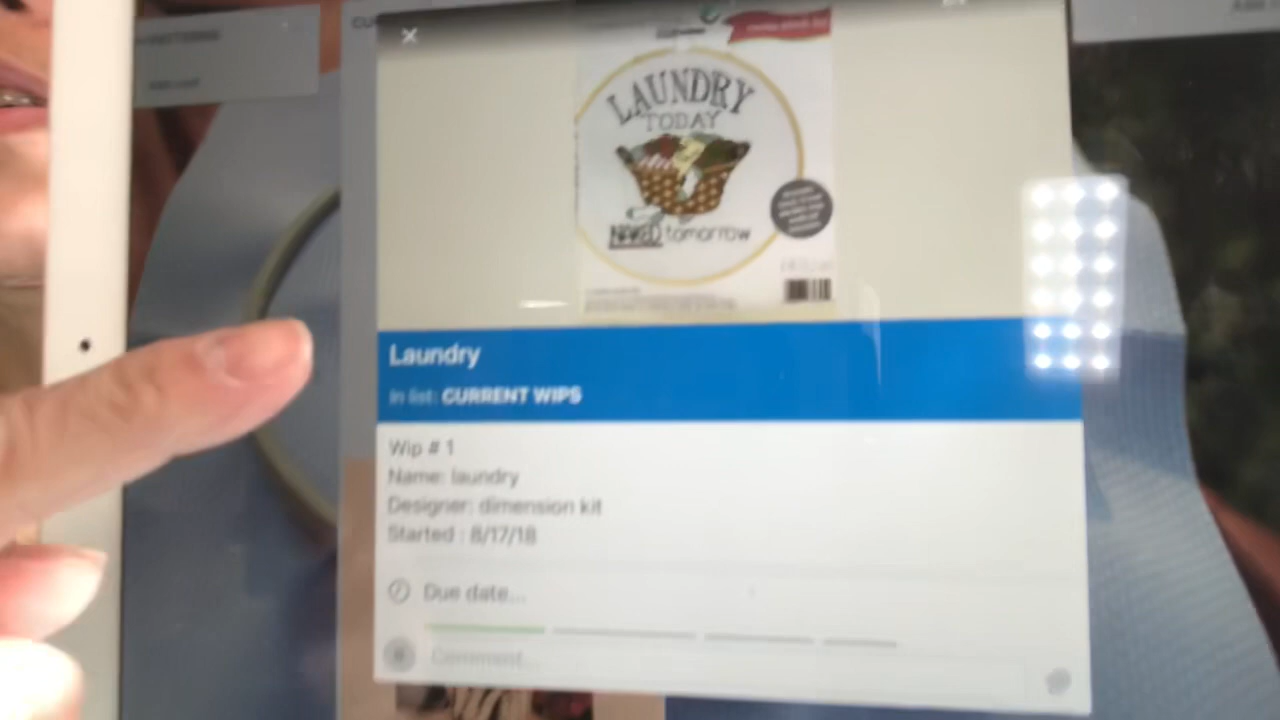 LAUNDRY
TODAY
NAKED tomorrow
Laundry
In list: CURRENT WIPS
Wip # 1
Name: laundry
Designer: dimension kit
Started : 8/17/18
Due date...
Comment...